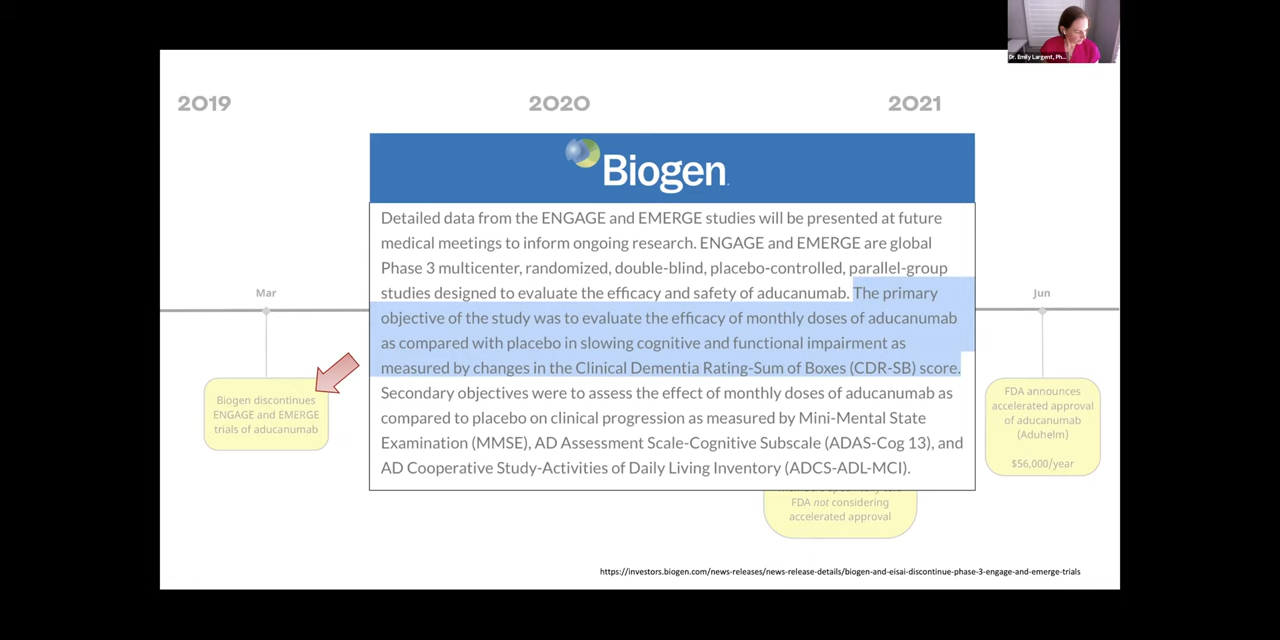 Dr. Emily Largent, Ph...
2019
2020
2021
Biogen
Detailed data from the ENGAGE and EMERGE studies will be presented at future
medical meetings to inform ongoing research. ENGAGE and EMERGE are global
Phase 3 multicenter, randomized, double-blind, placebo-controlled, parallel-group
studies designed to evaluate the efficacy and safety of aducanumab. The primary
objective of the study was to evaluate the efficacy of monthly doses of aducanumab
as compared with placebo in slowing cognitive and functional impairment as
measured by changes in the Clinical Dementia Rating-Sum of Boxes (CDR-SB) score.
Secondary objectives were to assess the effect of monthly doses of aducanumab as
compared to placebo on clinical progression as measured by Mini-Mental State
Examination (MMSE), AD Assessment Scale-Cognitive Subscale (ADAS-Cog 13), and
AD Cooperative Study-Activities of Daily Living Inventory (ADCS-ADL-MCI).
Mar
Biogen discontinues
ENGAGE and EMERGE
trials of aducanumab
FDA not considering
accelerated approval
Jun
FDA announces
accelerated approval
of aducanumab
(Aduhelm)
$56,000/year
https://investors.biogen.com/news-releases/news-release-details/biogen-and-eisai-discontinue-phase-3-engage-and-emerge-trials